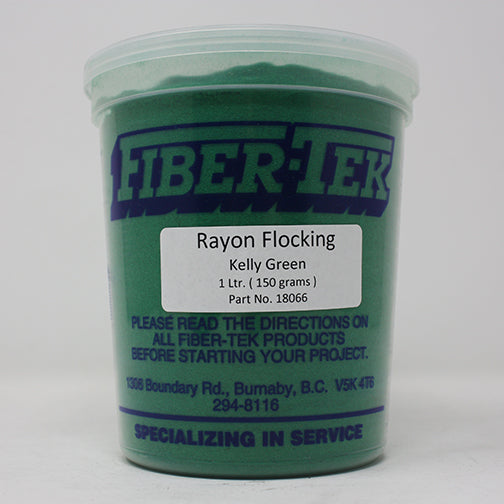 FIBER-TEK
Rayon Flocking
Kelly Green
1 Ltr. ( 150 grams )
Part No. 18066
PLEASE READ THE DIRECTIONS ON
ALL FIBER-TEK PRODUCTS
BEFORE STARTING YOUR PROJECT.
1306 Boundary Rd., Burnaby, B.C. V5K 4T6
294-8116
SPECIALIZING IN SERVICE